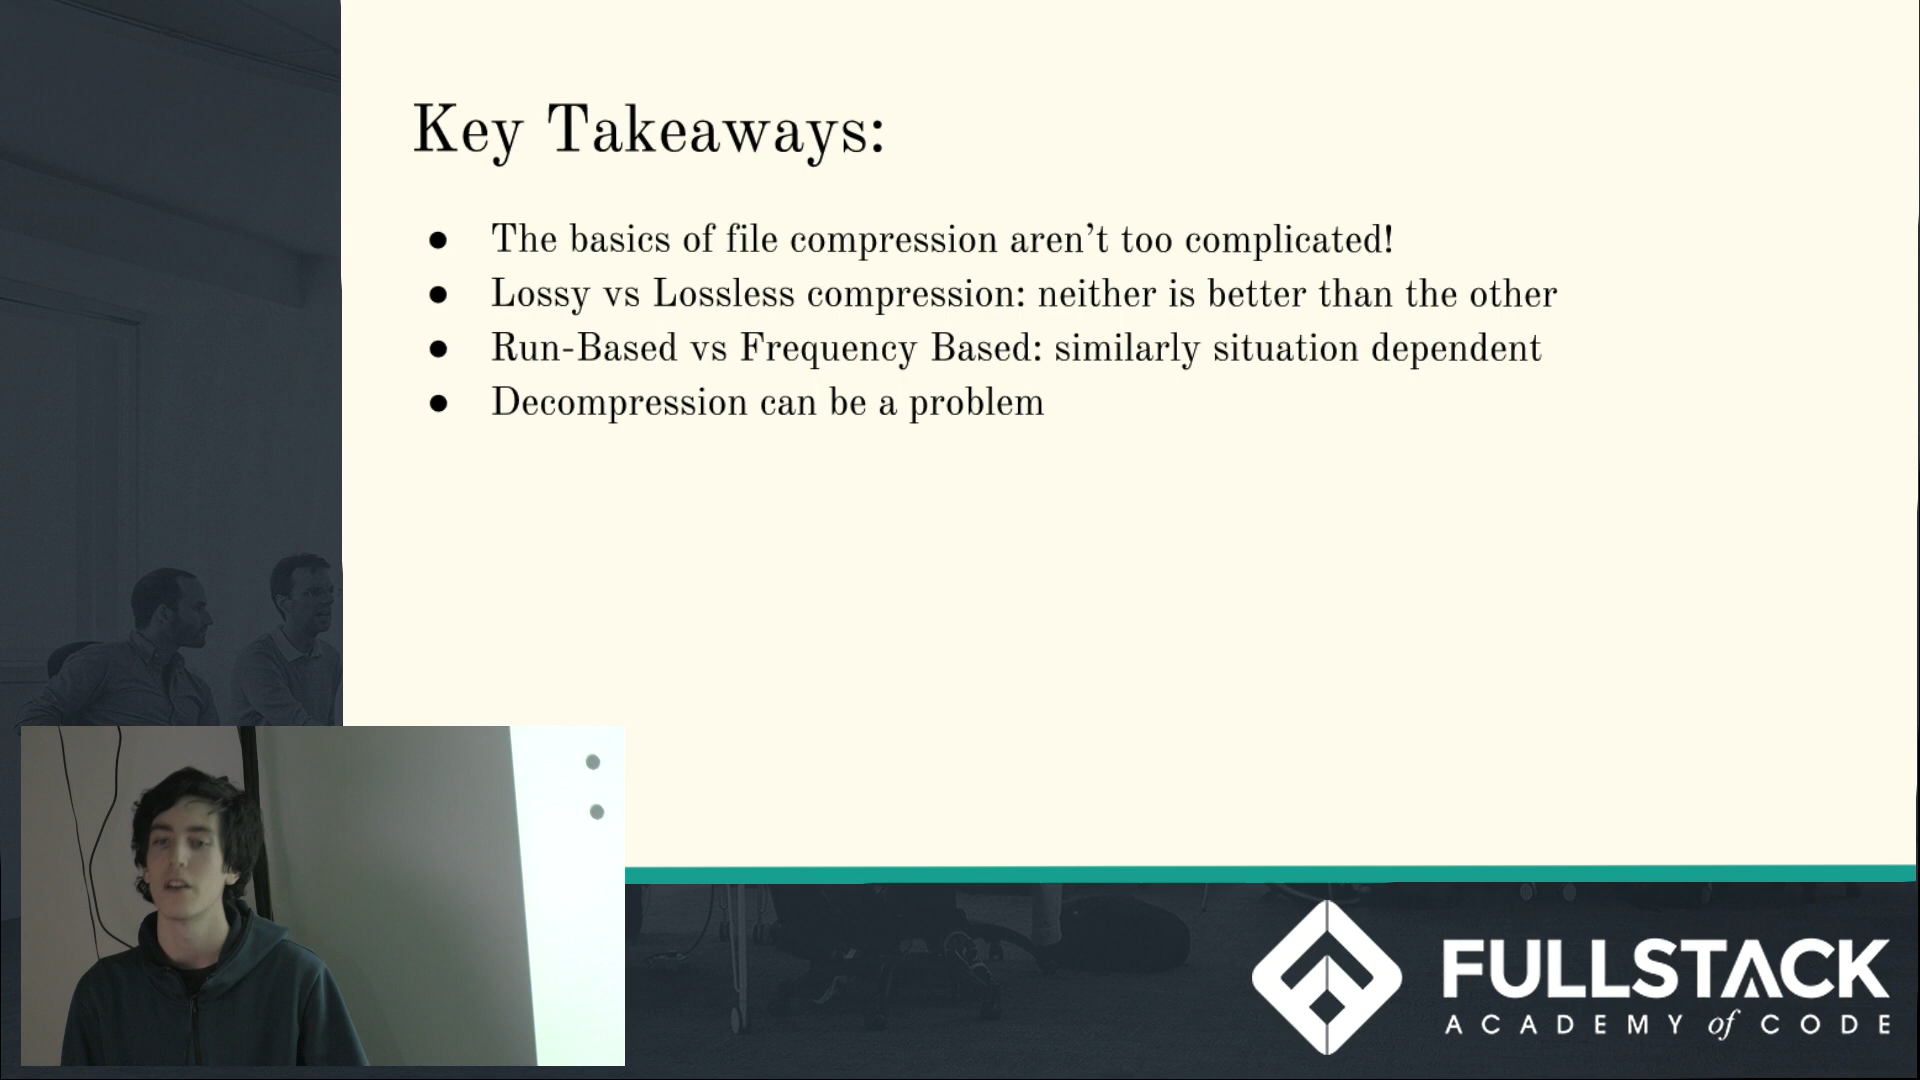 Key Takeaways:
● The basics of file compression aren’t too complicated!
● Lossy vs Lossless compression: neither is better than the other
● Run-Based vs Frequency Based: similarly situation dependent
● Decompression can be a problem
FULLSTACK
ACADEMY of CODE